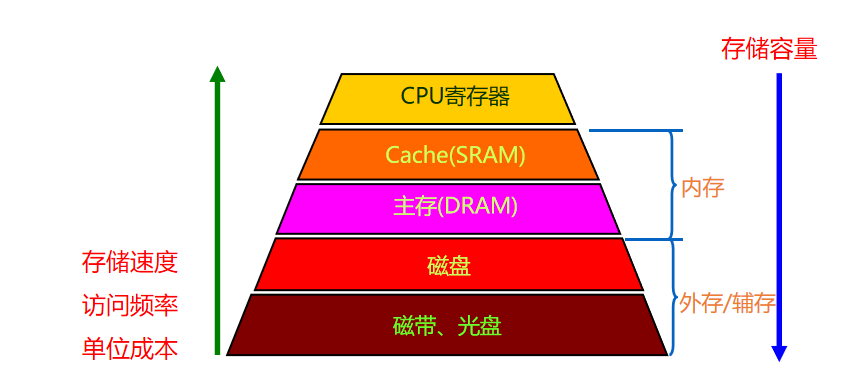 存储容量
CPU寄存器
Cache(SRAM)
内存
主存(DRAM)
存储速度
磁盘
访问频率
外存/辅存
磁带、光盘
单位成本